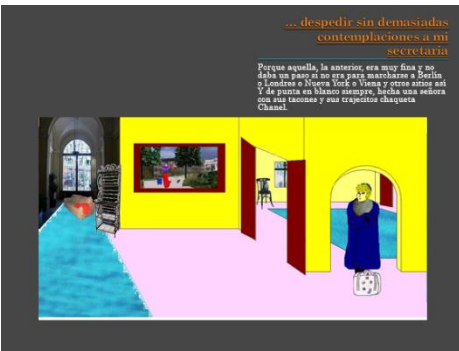 ... despedir sin demasiadas
contemplaciones a mi
secretaria
Porque aquella, la anterior, era muy fina y no
daba un paso si no era para marcharse a Berlín
o Londres o Nueva York o Viena y otros sitios así
Y de punta en blanco siempre, hecha una señora
con sus tacones y sus trajecitos chaqueta
Chanel.